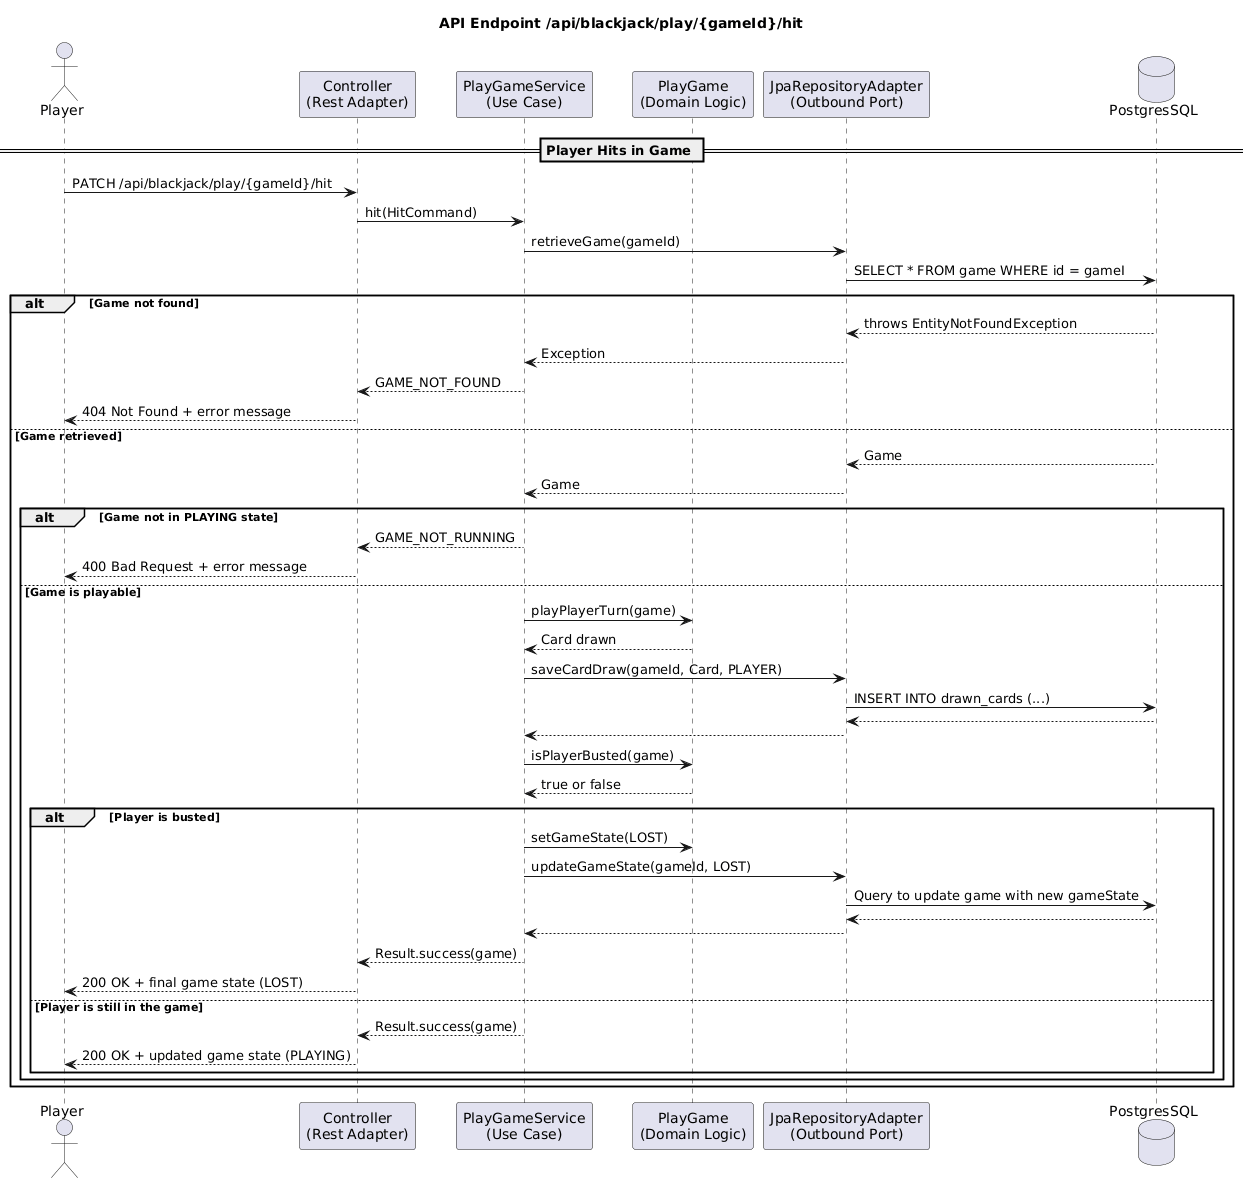 API Endpoint /api/blackjack/play/{gameId}/hit
Player
Controller
(Rest Adapter)
PlayGameService
(Use Case)
PlayGame
(Domain Logic)
JpaRepositoryAdapter
(Outbound Port)
PostgresSQL
Player Hits in Game
PATCH /api/blackjack/play/{gameId}/hit
hit(HitCommand)
retrieveGame(gameId)
SELECT * FROM game WHERE id = gameI
alt [Game not found]
throws EntityNotFoundException
Exception
GAME_NOT_FOUND
404 Not Found + error message
[Game retrieved]
Game
Game
alt [Game not in PLAYING state]
GAME_NOT_RUNNING
400 Bad Request + error message
[Game is playable]
playPlayerTurn(game)
Card drawn
saveCardDraw(gameId, Card, PLAYER)
INSERT INTO drawn_cards (...)
isPlayerBusted(game)
true or false
alt [Player is busted]
setGameState(LOST)
updateGameState(gameId, LOST)
Query to update game with new gameState
Result.success(game)
200 OK + final game state (LOST)
[Player is still in the game]
Result.success(game)
200 OK + updated game state (PLAYING)
Player
Controller
(Rest Adapter)
PlayGameService
(Use Case)
PlayGame
(Domain Logic)
JpaRepositoryAdapter
(Outbound Port)
PostgresSQL